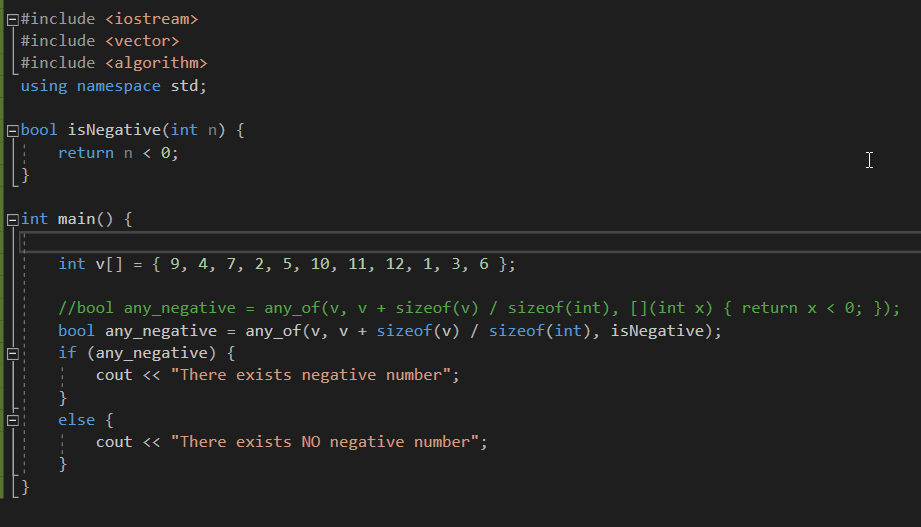 #include <iostream>
#include <vector>
#include <algorithm>
using namespace std;
bool isNegative(int n) {
return n < 0;
}
int main() {
int v[] = { 9, 4, 7, 2, 5, 10, 11, 12, 1, 3, 6 };
//bool any_negative = any_of(v, v + sizeof(v) / sizeof(int), [](int x) { return x < 0; });
bool any_negative = any_of(v, v + sizeof(v) / sizeof(int), isNegative);
if (any_negative) {
cout << "There exists negative number";
}
else {
cout << "There exists NO negative number";
}
}